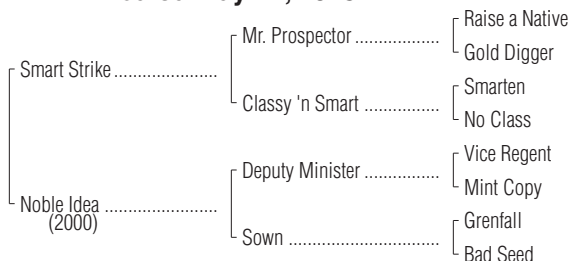 Raise a Native
Mr. Prospector ..................
Gold Digger
Smart Strike ......................
Smarten
Classy 'n Smart ................
No Class
Vice Regent
Deputy Minister ................
Mint Copy
Noble Idea ........................
(2000)
Grenfall
Sown ................................
Bad Seed